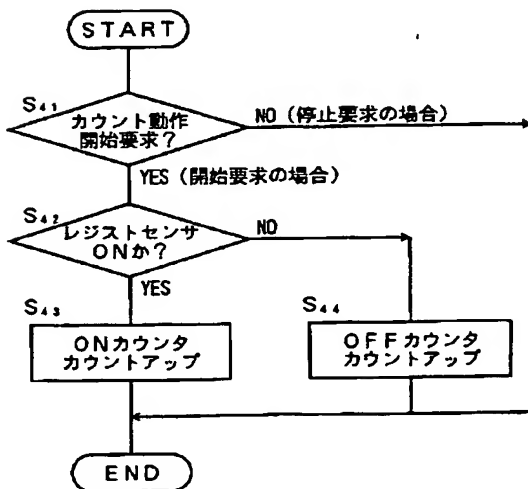 START
S41
カウント動作
開始要求?
NO (停止要求の場合)
YES (開始要求の場合)
S42
レジストセンサ
ONか?
NO
YES
S43
ONカウンタ
カウントアップ
S44
OFFカウンタ
カウントアップ
END